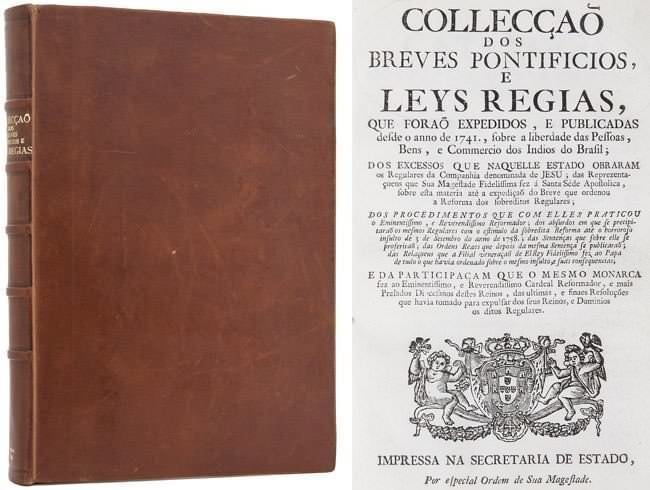 LECÇAÕ
DOS
E
REGIAS
COLLECÇAÕ
DOS
BREVES PONTIFICIOS,
E
LEYS REGIAS,
QUE FORAÕ EXPEDIDOS, E PUBLICADAS
deſde o anno de 1741., ſobre a liberdade das Peſſoas,
Bens, e Commercio dos Indios do Braſil;
DOS EXCESSOS QUE NAQUELLE ESTADO OBRARAM
os Regulares da Companhia denominada de JESU; das Repreſenta-
çuens que Sua Mageſtade Fideliſſima fez á Santa Séde Apoſtolica,
ſobre eſta materia até a expediçaõ do Breve que ordenou
a Reforma dos ſobreditos Regulares;
DOS PROCEDIMENTOS QUE COM ELLES PRATICOU
o Eminentiſſimo, e Reverendiſſimo Reformador; dos abſurdos em que ſe precipi-
taraõ os meſmos Regulares com o eſtimulo da ſobredita Reforma até o horroroſo
inſulto de 3 de Setembro do anno de 1758.; das Sentenças que ſobre elle ſe
proferiraõ; das Ordens Reaes que depois da meſma Sentença ſe publicaraõ;
das Relaçoens que a Filial Veneraçaõ de ElRey Fideliſſimo fez, ao Papa
de tudo o que havia ordenado ſobre o meſmo inſulto, e ſuas conſequencias;
E DA PARTICIPAÇAM QUE O MESMO MONARCA
fez ao Eminentiſſimo, e Reverendiſſimo Cardeal Reformador, e mais
Prelados Dioceſanos deſtes Reinos, das ultimas, e finaes Reſoluções
que havia tomado para expulſar dos ſeus Reinos, e Dominios
os ditos Regulares.
IMPRESSA NA SECRETARIA DE ESTADO,
Por eſpecial Ordem de Sua Mageſtade.